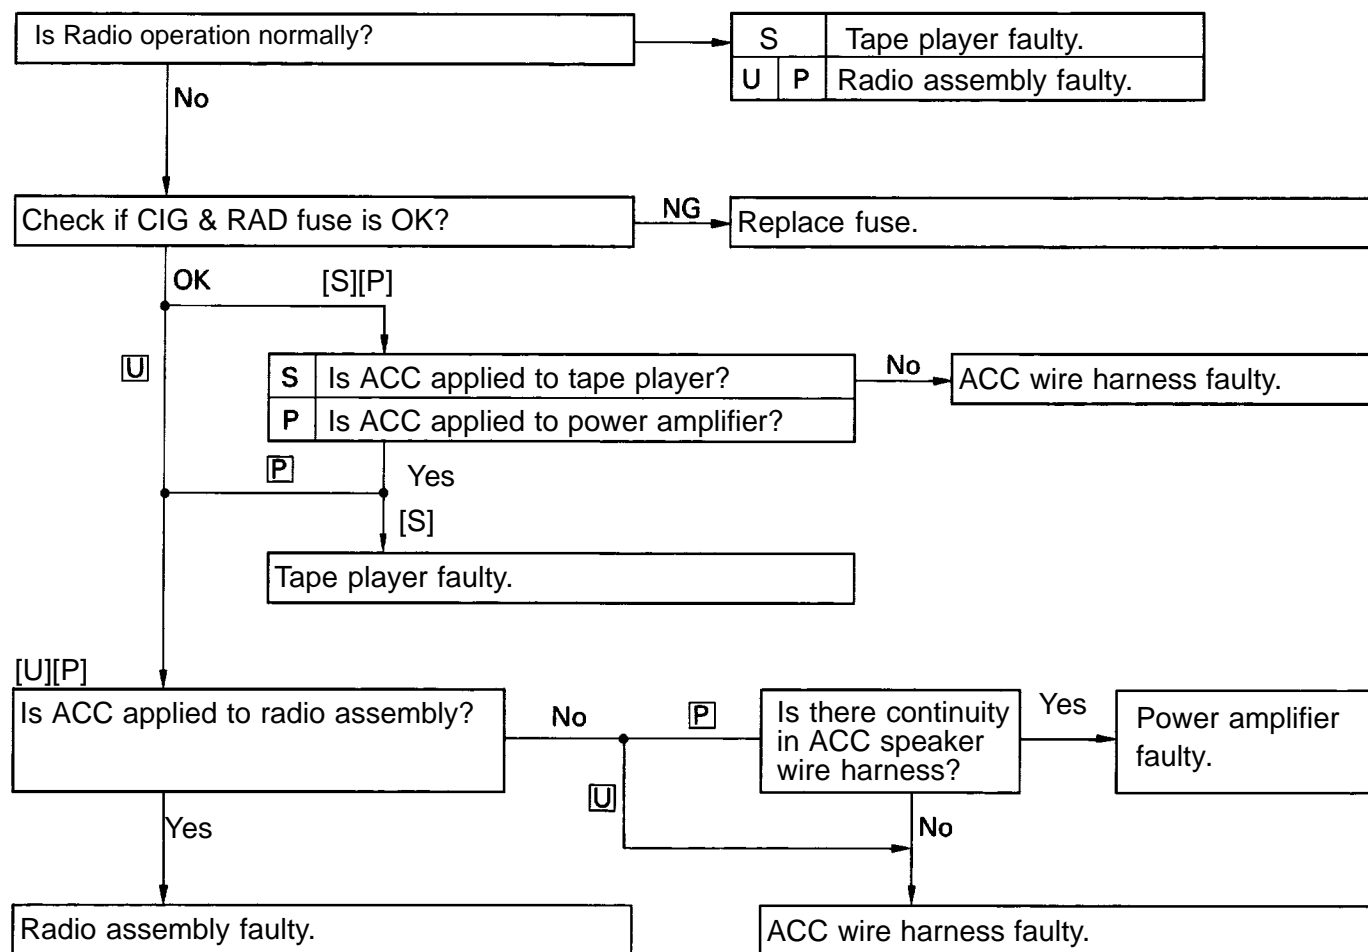 Is Radio operation normally?
S Tape player faulty.
U P Radio assembly faulty.
No
Check if CIG & RAD fuse is OK?
NG
Replace fuse.
OK
[S][P]
U
S Is ACC applied to tape player?
No
ACC wire harness faulty.
P Is ACC applied to power amplifier?
P
Yes
[S]
Tape player faulty.
[U][P]
Is ACC applied to radio assembly?
No
P
Is there continuity
in ACC speaker
wire harness?
Yes
Power amplifier
faulty.
U
Yes
No
Radio assembly faulty.
ACC wire harness faulty.